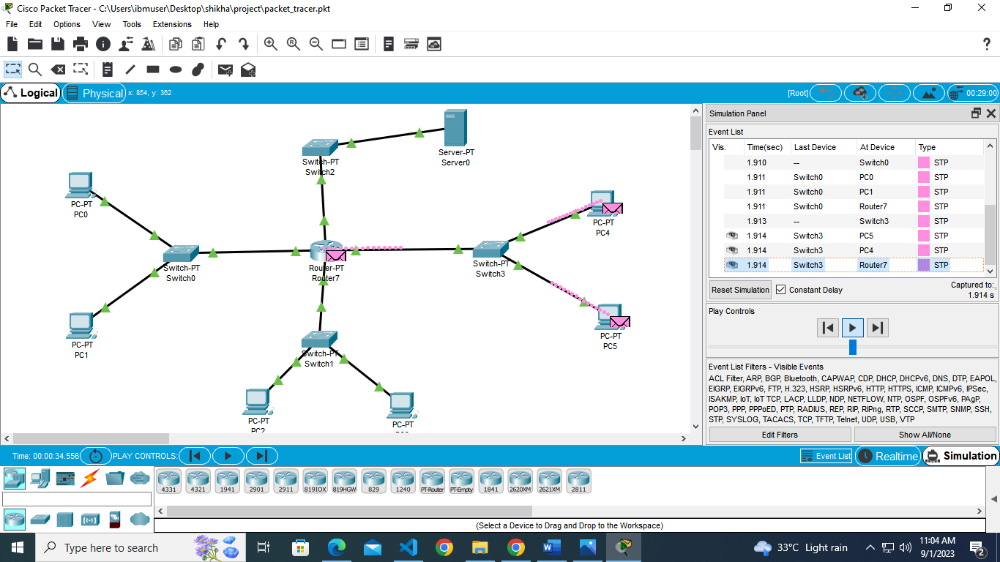 Cisco Packet Tracer - C:\Users\ibmuser\Desktop\shikha\project\packet_tracer.pkt
File Edit Options View Tools Extensions Help
?
Logical Physical x: 854, y: 362 [Root] 00:29:00
Server-PT
Server0
Switch-PT
Switch2
PC-PT
PC0
PC-PT
PC4
Switch-PT
Switch0
Router-PT
Router7
Switch-PT
Switch3
PC-PT
PC1
PC-PT
PC5
Switch-PT
Switch1
PC-PT
PC2
PC-PT
Simulation Panel
Event List
Vis. Time(sec) Last Device At Device Type
1.910 -- Switch0 STP
1.911 Switch0 PC0 STP
1.911 Switch0 PC1 STP
1.911 Switch0 Router7 STP
1.913 -- Switch3 STP
1.914 Switch3 PC5 STP
1.914 Switch3 PC4 STP
1.914 Switch3 Router7 STP
Reset Simulation Constant Delay Captured to:
1.914 s
Play Controls
Event List Filters - Visible Events
ACL Filter, ARP, BGP, Bluetooth, CAPWAP, CDP, DHCP, DHCPv6, DNS, DTP, EAPOL,
EIGRP, EIGRPv6, FTP, H.323, HSRP, HSRPv6, HTTP, HTTPS, ICMP, ICMPv6, IPSec,
ISAKMP, IoT, IoT TCP, LACP, LLDP, NDP, NETFLOW, NTP, OSPF, OSPFv6, PAgP,
POP3, PPP, PPPoED, PTP, RADIUS, REP, RIP, RIPng, RTP, SCCP, SMTP, SNMP, SSH,
STP, SYSLOG, TACACS, TCP, TFTP, Telnet, UDP, USB, VTP
Edit Filters Show All/None
Time: 00:00:34.556 PLAY CONTROLS: Event List Realtime Simulation
4331 4321 1941 2901 2911 819IOX 819HGW 829 1240 PT-Router PT-Empty 1841 2620XM 2621XM 2811
(Select a Device to Drag and Drop to the Workspace)
Type here to search
33°C Light rain
11:04 AM
9/1/2023
2